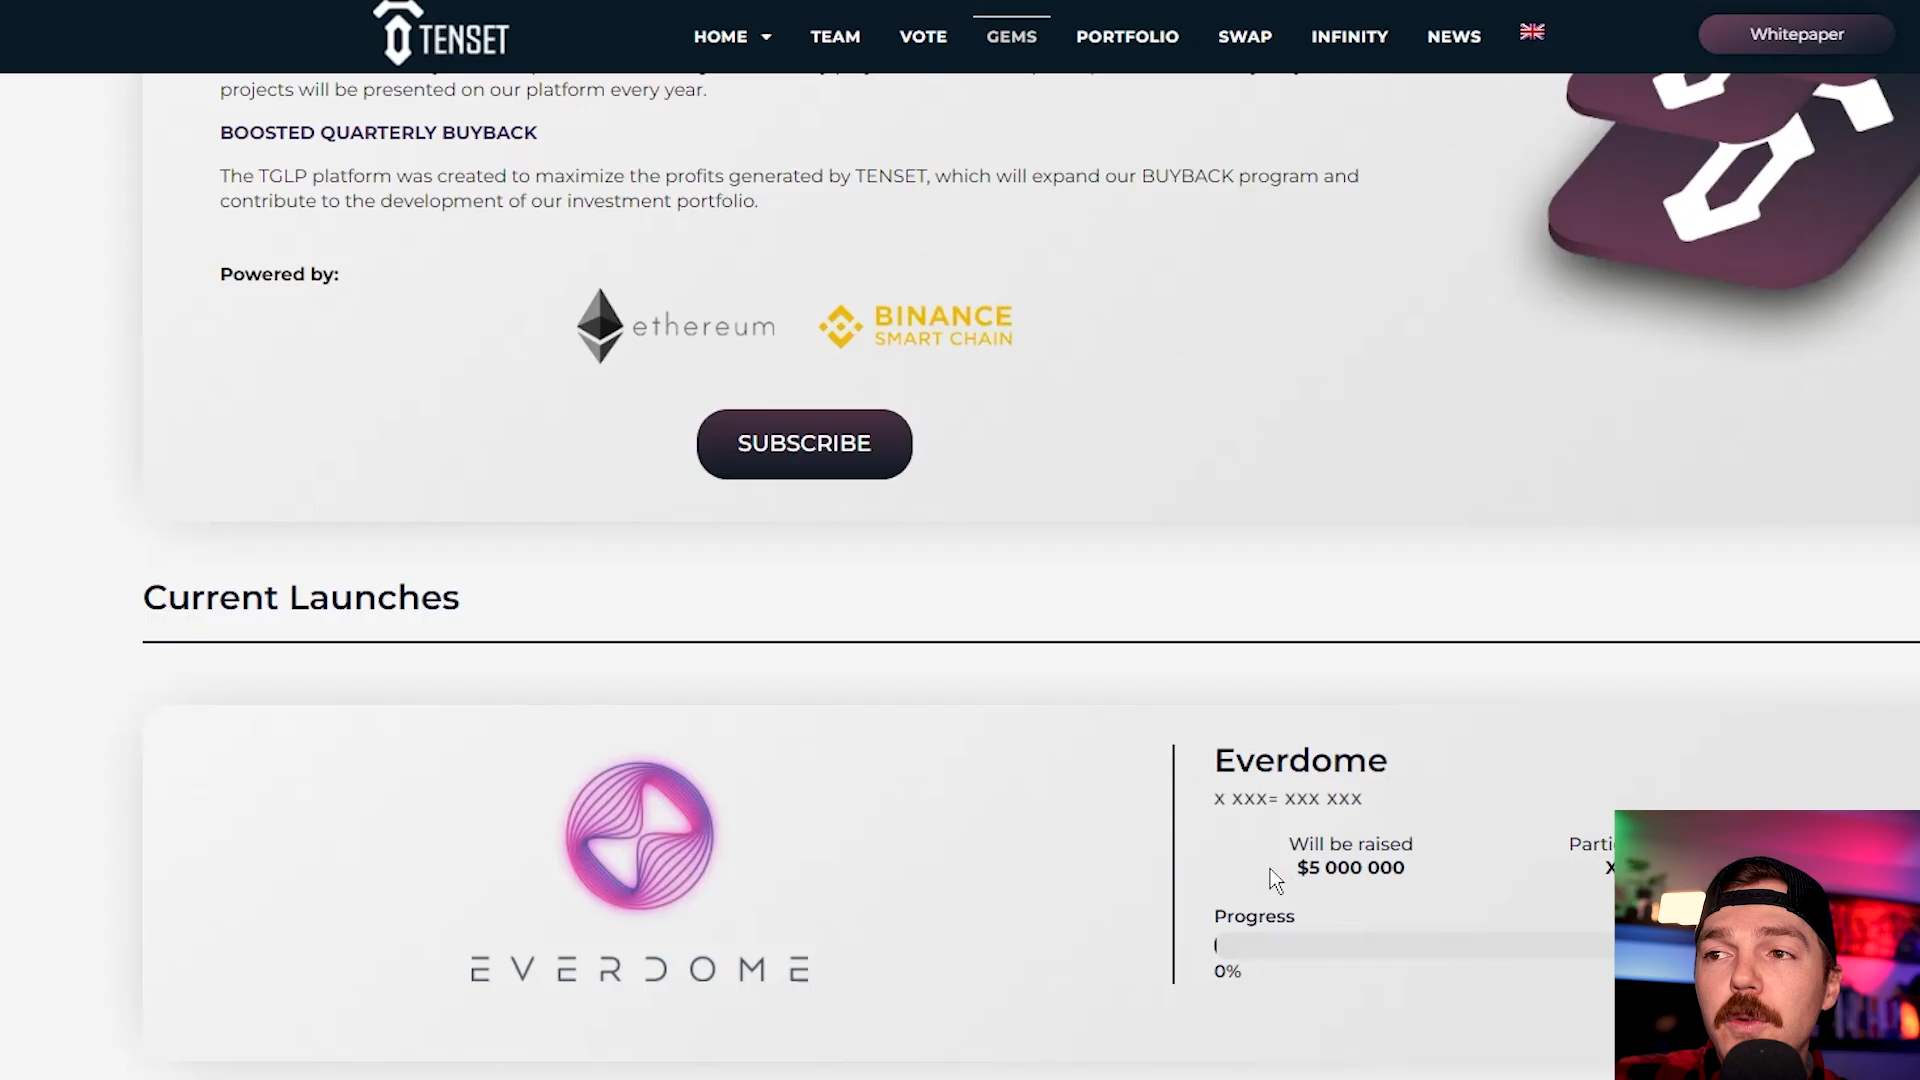 TENSET
HOME
TEAM
VOTE
GEMS
PORTFOLIO
SWAP
INFINITY
NEWS
Whitepaper
projects will be presented on our platform every year.
BOOSTED QUARTERLY BUYBACK
The TGLP platform was created to maximize the profits generated by TENSET, which will expand our BUYBACK program and
contribute to the development of our investment portfolio.
Powered by:
ethereum
BINANCE
SMART CHAIN
SUBSCRIBE
Current Launches
EVERDOME
Everdome
X XXX= XXX XXX
Will be raised
$5 000 000
Parti
X
Progress
0%